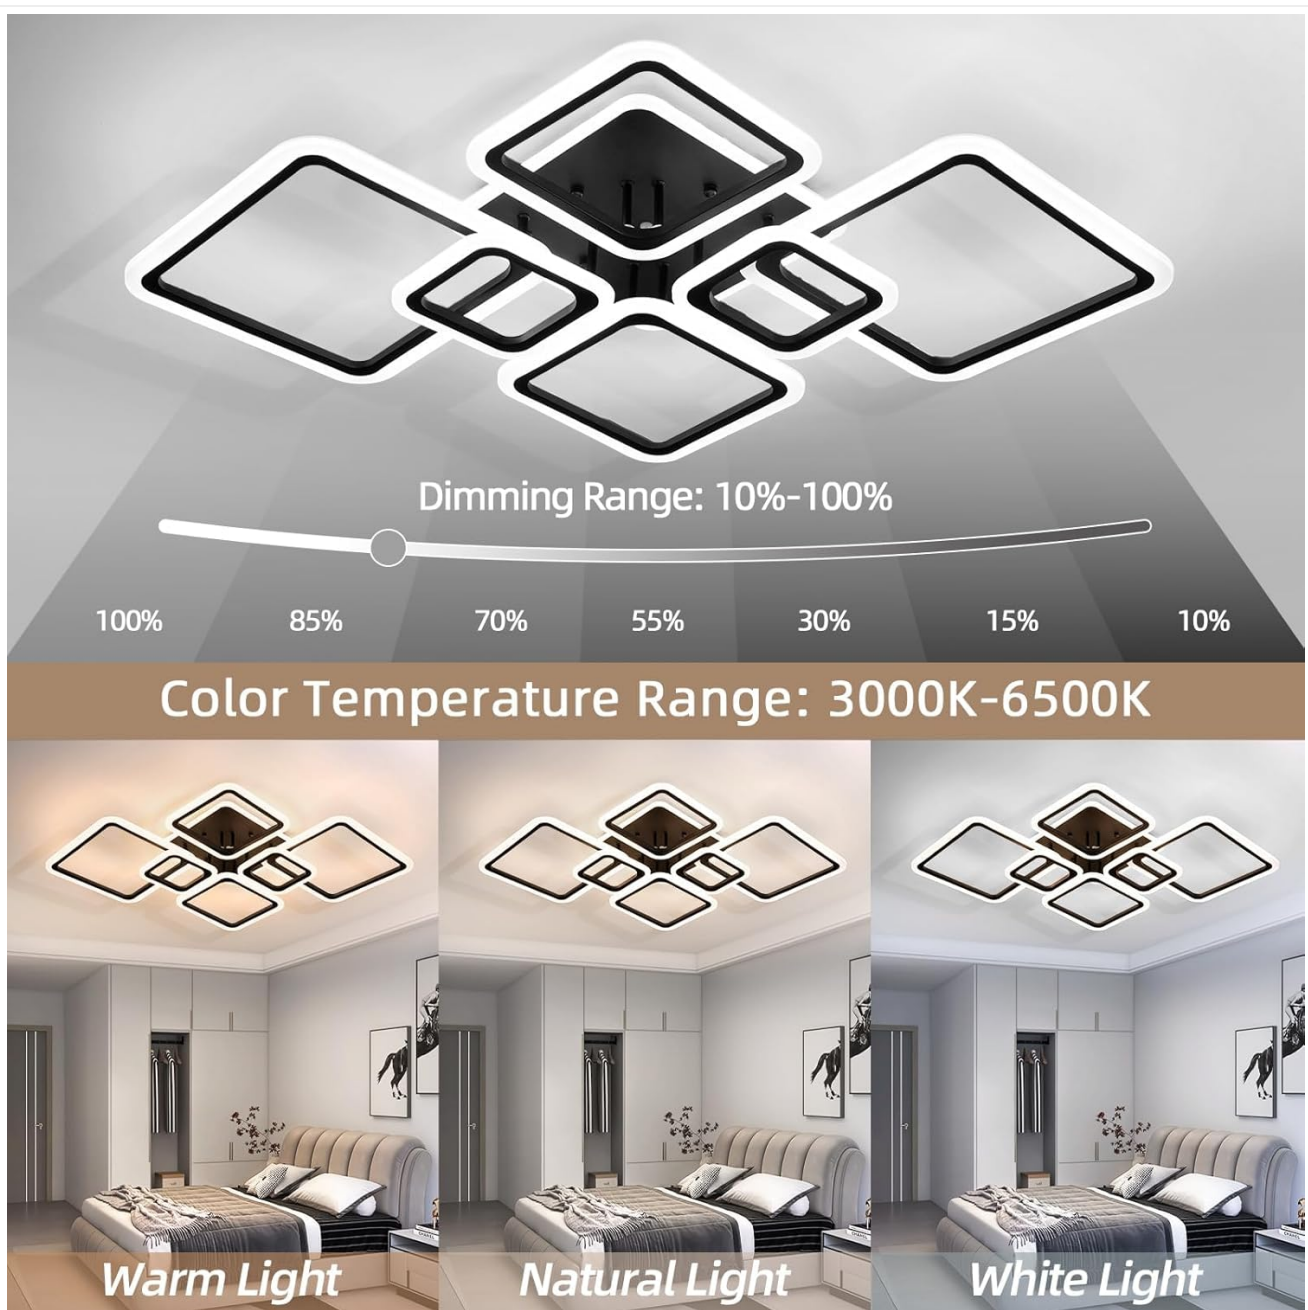 Dimming Range: 10%-100%
100% 85% 70% 55% 30% 15% 10%
Color Temperature Range: 3000K-6500K
Warm Light Natural Light White Light